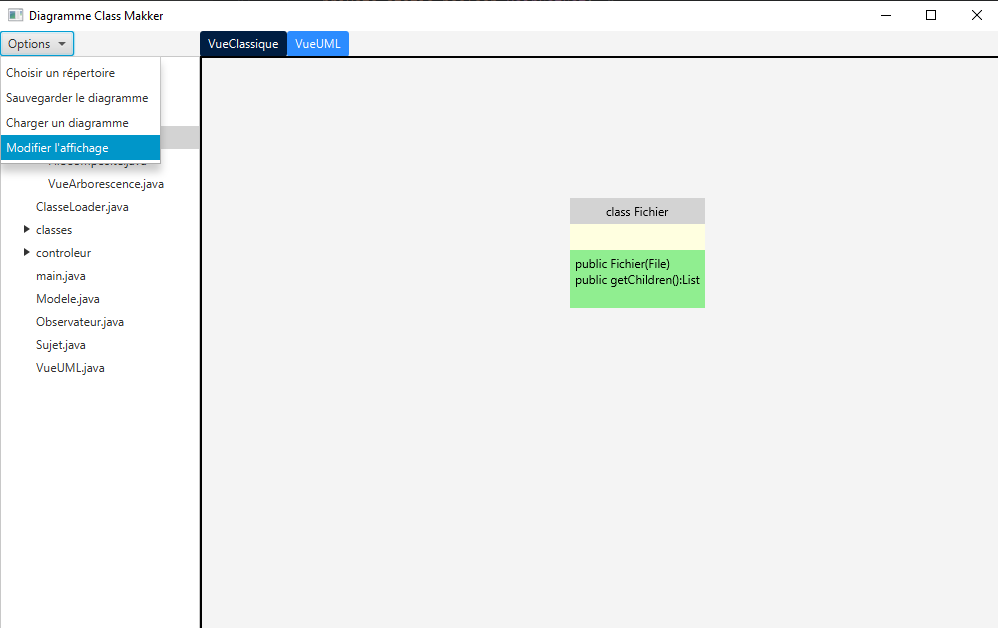 Diagramme Class Makker
Options
VueClassique
VueUML
Choisir un répertoire
Sauvegarder le diagramme
Charger un diagramme
Modifier l'affichage
VueArborescence.java
ClasseLoader.java
classes
controleur
main.java
Modele.java
Observateur.java
Sujet.java
VueUML.java
class Fichier
public Fichier(File)
public getChildren():List